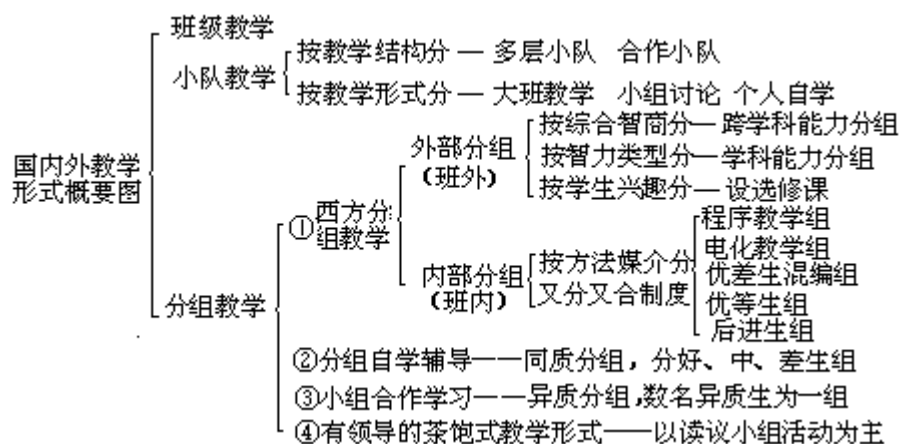 班级教学
小队教学
按教学结构分 — 多层小队 合作小队
按教学形式分 — 大班教学 小组讨论 个人自学
国内外教学
形式概要图
外部分组
(班外)
按综合智商分—跨学科能力分组
按智力类型分—学科能力分组
按学生兴趣分—设选修课
①西方分
组教学
内部分组
(班内)
按方法媒介分
又分又合制度
程序教学组
电化教学组
优差生混编组
优等生组
后进生组
分组教学
②分组自学辅导——同质分组，分好、中、差生组
③小组合作学习——异质分组,数名异质生为一组
④有领导的茶馆式教学形式——以读议小组活动为主